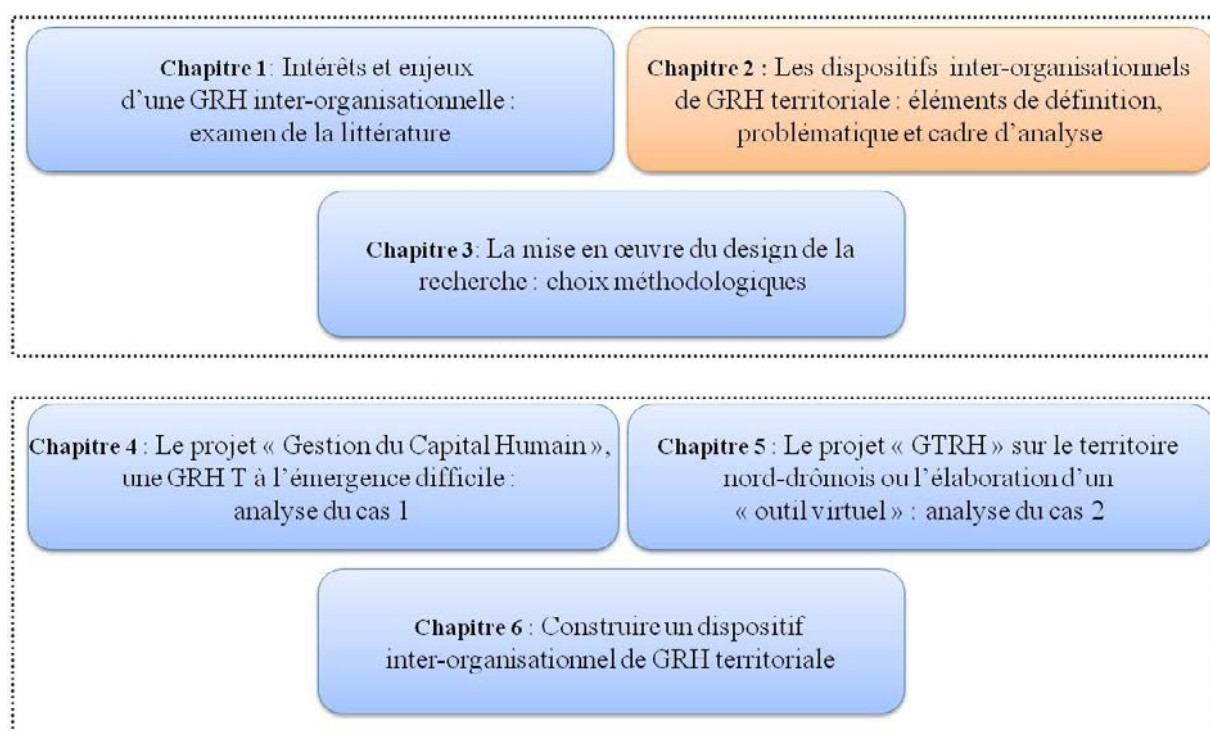 Chapitre 1: Intérêts et enjeux
d'une GRH inter-organisationnelle :
examen de la littérature
Chapitre 2 : Les dispositifs inter-organisationnels
de GRH territoriale : éléments de définition,
problématique et cadre d'analyse
Chapitre 3: La mise en œuvre du design de la
recherche : choix méthodologiques
Chapitre 4 : Le projet « Gestion du Capital Humain »,
une GRH T à l'émergence difficile :
analyse du cas 1
Chapitre 5 : Le projet « GTRH » sur le territoire
nord-drômois ou l'élaboration d'un
« outil virtuel » : analyse du cas 2
Chapitre 6 : Construire un dispositif
inter-organisationnel de GRH territoriale